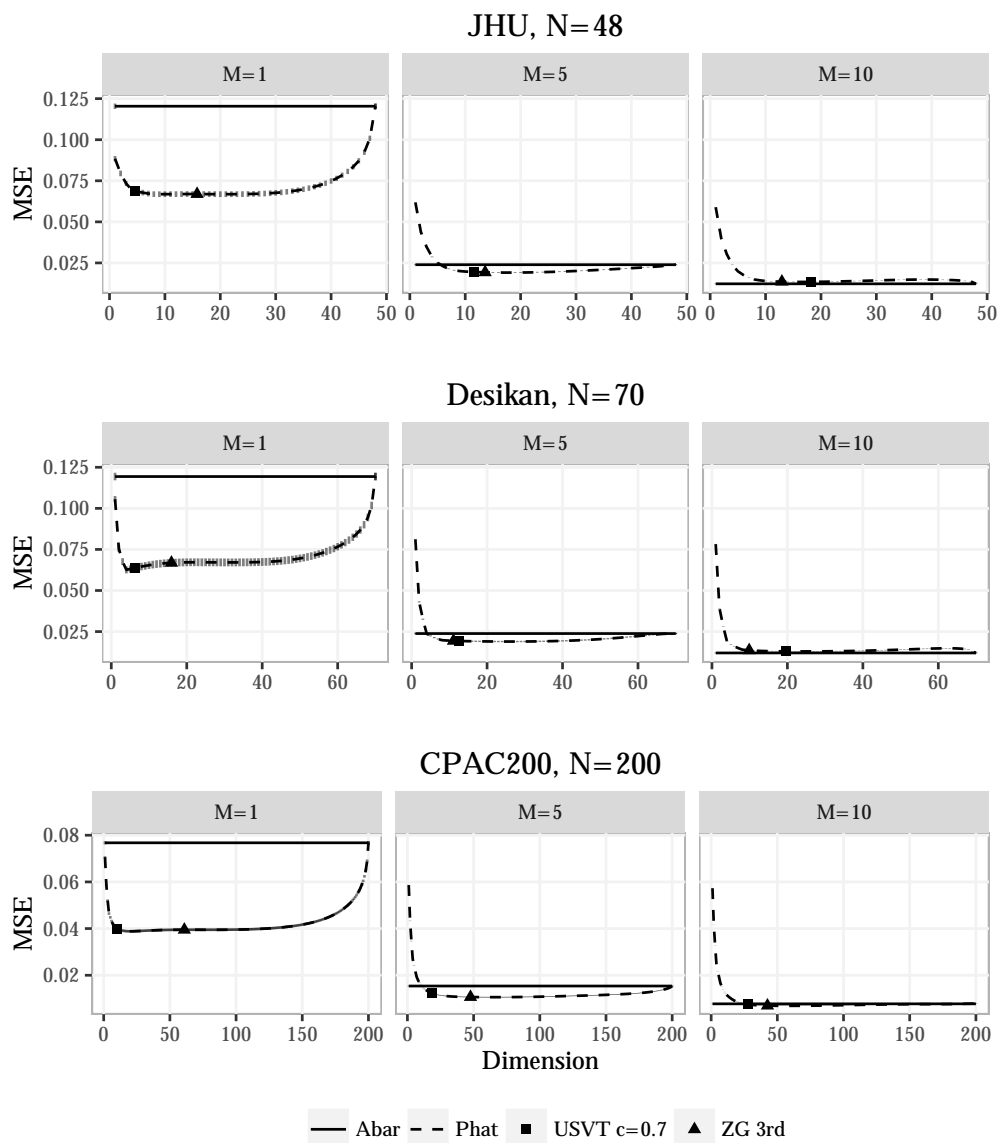 JHU, N=48
M=1 M=5 M=10
0.125
0.100
0.075
0.050
0.025
MSE
0 10 20 30 40 50 0 10 20 30 40 50 0 10 20 30 40 50
Desikan, N=70
M=1 M=5 M=10
0.125
0.100
0.075
0.050
0.025
MSE
0 20 40 60 0 20 40 60 0 20 40 60
CPAC200, N=200
M=1 M=5 M=10
0.08
0.06
0.04
0.02
MSE
0 50 100 150 200 0 50 100 150 200 0 50 100 150 200
Dimension
Abar Phat USVT c=0.7 ZG 3rd